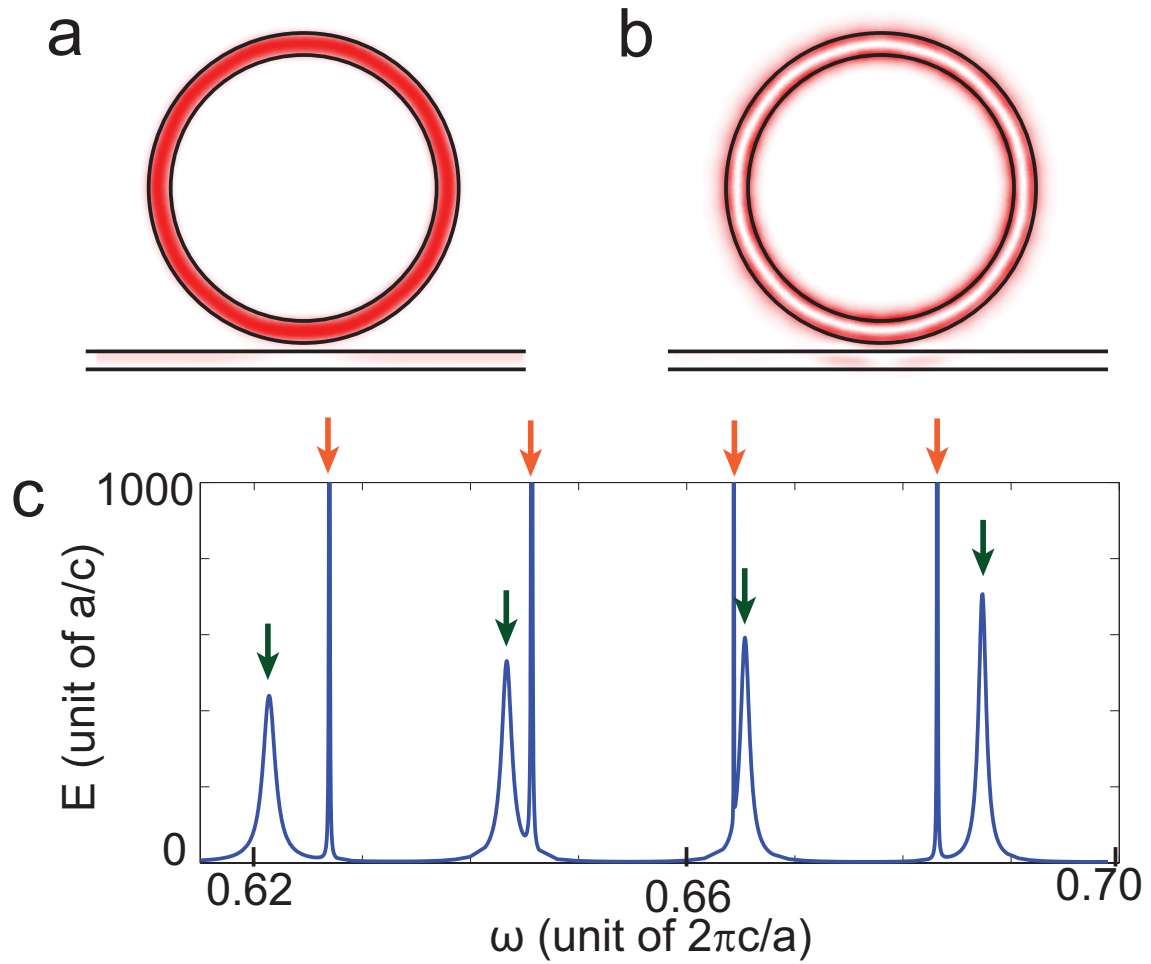 a
b
c
1000
0
E (unit of a/c)
0.62
0.66
0.70
ω (unit of 2πc/a)